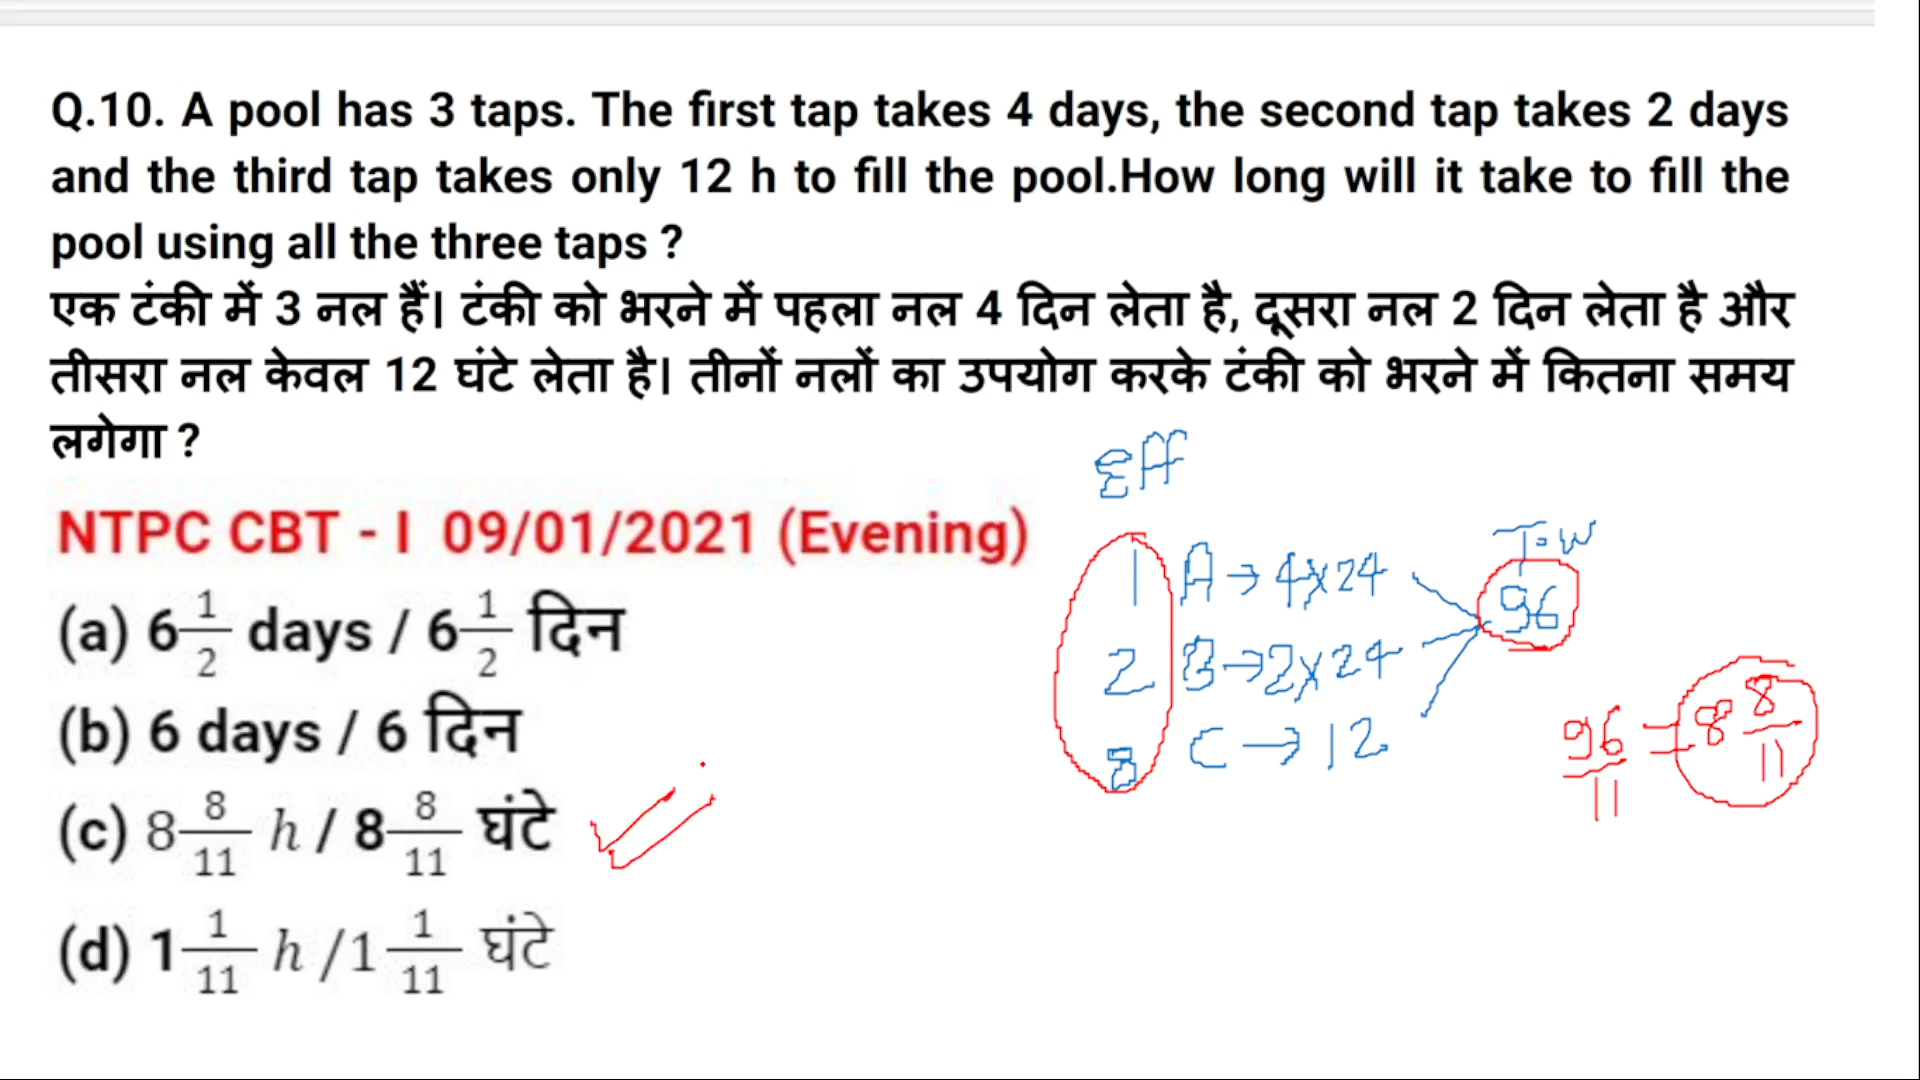 Q.10. A pool has 3 taps. The first tap takes 4 days, the second tap takes 2 days
and the third tap takes only 12 h to fill the pool.How long will it take to fill the
pool using all the three taps ?
एक टंकी में 3 नल हैं। टंकी को भरने में पहला नल 4 दिन लेता है, दूसरा नल 2 दिन लेता है और
तीसरा नल केवल 12 घंटे लेता है। तीनों नलों का उपयोग करके टंकी को भरने में कितना समय
लगेगा ?
NTPC CBT - I 09/01/2021 (Evening)
(a) 6 1/2 days / 6 1/2 दिन
(b) 6 days / 6 दिन
(c) 8 8/11 h / 8 8/11 घंटे
(d) 1 1/11 h /1 1/11 घंटे
Eff
T.W
1 A → 4x24
96
2 B → 2x24
8 C → 12
96/11 = 8 8/11